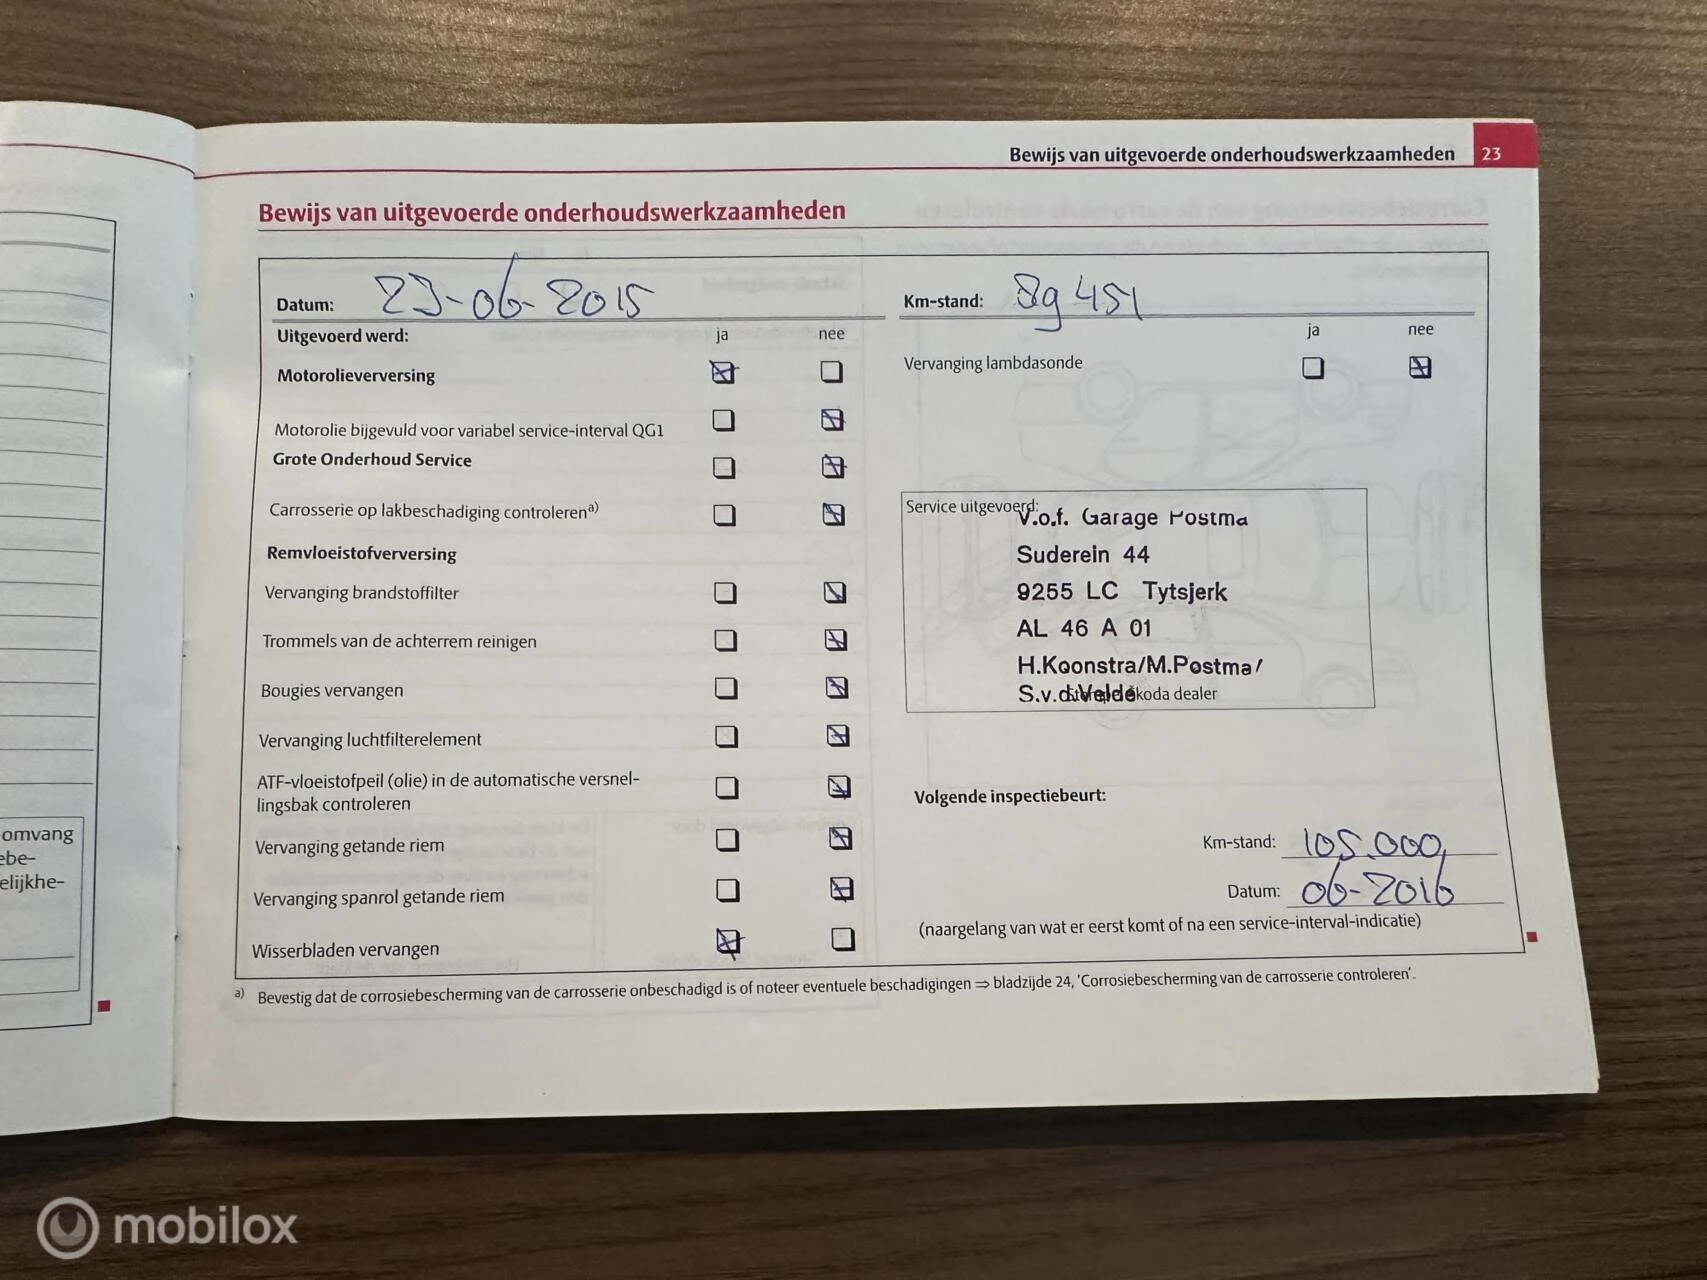 Bewijs van uitgevoerde onderhoudswerkzaamheden 23
Bewijs van uitgevoerde onderhoudswerkzaamheden
Datum: 23-06-2015
Uitgevoerd werd: ja nee
Motorolieverversing
Motorolie bijgevuld voor variabel service-interval QG1
Grote Onderhoud Service
Carrosserie op lakbeschadiging controleren a)
Remvloeistofverversing
Vervanging brandstoffilter
Trommels van de achterrem reinigen
Bougies vervangen
Vervanging luchtfilterelement
ATF-vloeistofpeil (olie) in de automatische versnel-
lingsbak controleren
Vervanging getande riem
Vervanging spanrol getande riem
Wisserbladen vervangen
Km-stand: 89451
ja nee
Vervanging lambdasonde
Service uitgevoerd:
V.o.f. Garage Postma
Suderein 44
9255 LC Tytsjerk
AL 46 A 01
H.Koonstra/M.Postma/
S.v.d.Velde
dealer
Volgende inspectiebeurt:
Km-stand: 105.000
Datum: 06-2016
(naargelang van wat er eerst komt of na een service-interval-indicatie)
a) Bevestig dat de corrosiebescherming van de carrosserie onbeschadigd is of noteer eventuele beschadigingen ⇒ bladzijde 24, 'Corrosiebescherming van de carrosserie controleren'.
omvang
ebe-
elijkhe-
mobilox